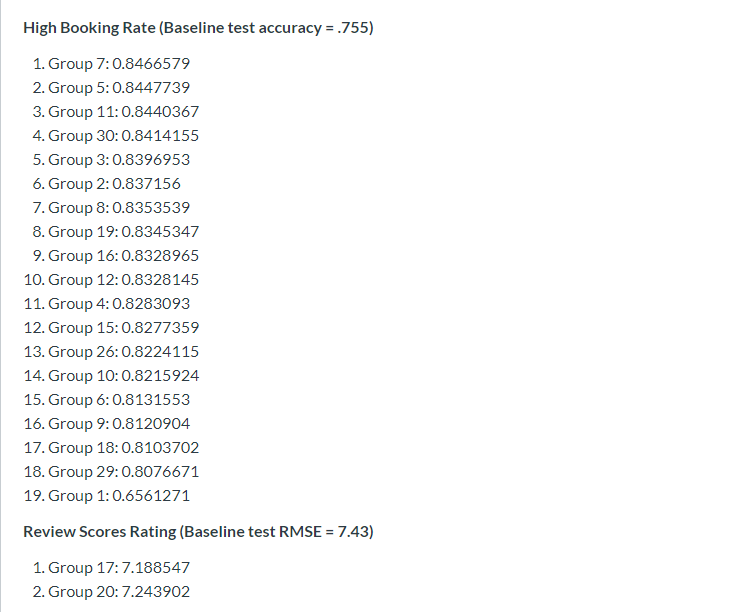 High Booking Rate (Baseline test accuracy = .755)
1. Group 7: 0.8466579
2. Group 5: 0.8447739
3. Group 11: 0.8440367
4. Group 30: 0.8414155
5. Group 3: 0.8396953
6. Group 2: 0.837156
7. Group 8: 0.8353539
8. Group 19: 0.8345347
9. Group 16: 0.8328965
10. Group 12: 0.8328145
11. Group 4: 0.8283093
12. Group 15: 0.8277359
13. Group 26: 0.8224115
14. Group 10: 0.8215924
15. Group 6: 0.8131553
16. Group 9: 0.8120904
17. Group 18: 0.8103702
18. Group 29: 0.8076671
19. Group 1: 0.6561271
Review Scores Rating (Baseline test RMSE = 7.43)
1. Group 17: 7.188547
2. Group 20: 7.243902